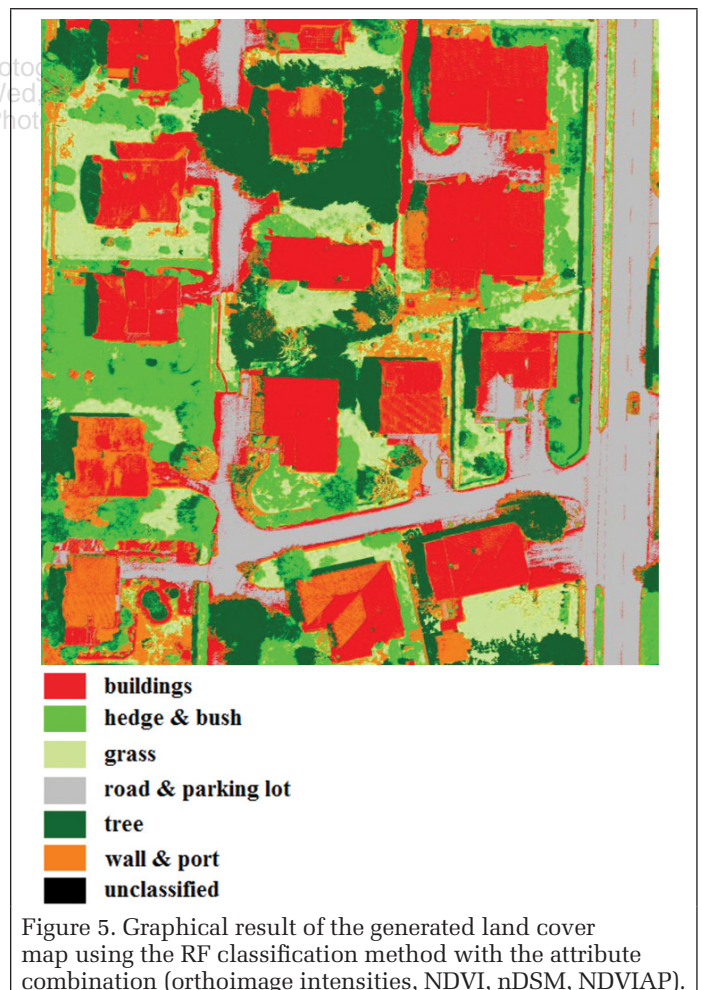 buildings
hedge & bush
grass
road & parking lot
tree
wall & port
unclassified
Figure 5. Graphical result of the generated land cover
map using the RF classification method with the attribute
combination (orthoimage intensities, NDVI, nDSM, NDVIAP).